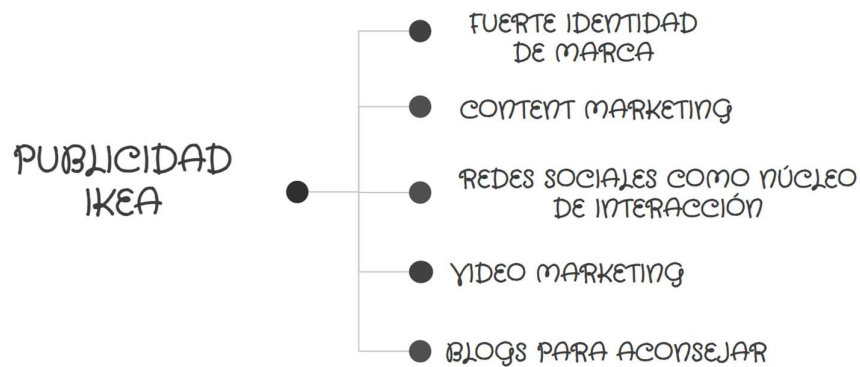 PUBLICIDAD
IKEA
FUERTE IDENTIDAD
DE MARCA
CONTENT MARKETING
REDES SOCIALES COMO NÚCLEO
DE INTERACCIÓN
VIDEO MARKETING
BLOGS PARA ACONSEJAR